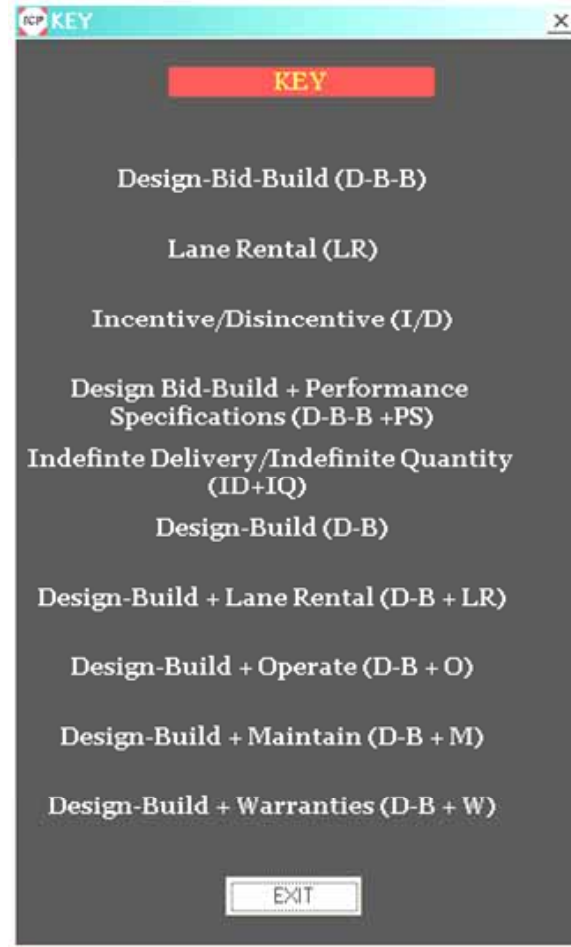 TCP KEY
KEY
Design-Bid-Build (D-B-B)
Lane Rental (LR)
Incentive/Disincentive (I/D)
Design Bid-Build + Performance
Specifications (D-B-B +PS)
Indefinte Delivery/Indefinite Quantity
(ID+IQ)
Design-Build (D-B)
Design-Build + Lane Rental (D-B + LR)
Design-Build + Operate (D-B + O)
Design-Build + Maintain (D-B + M)
Design-Build + Warranties (D-B + W)
EXIT